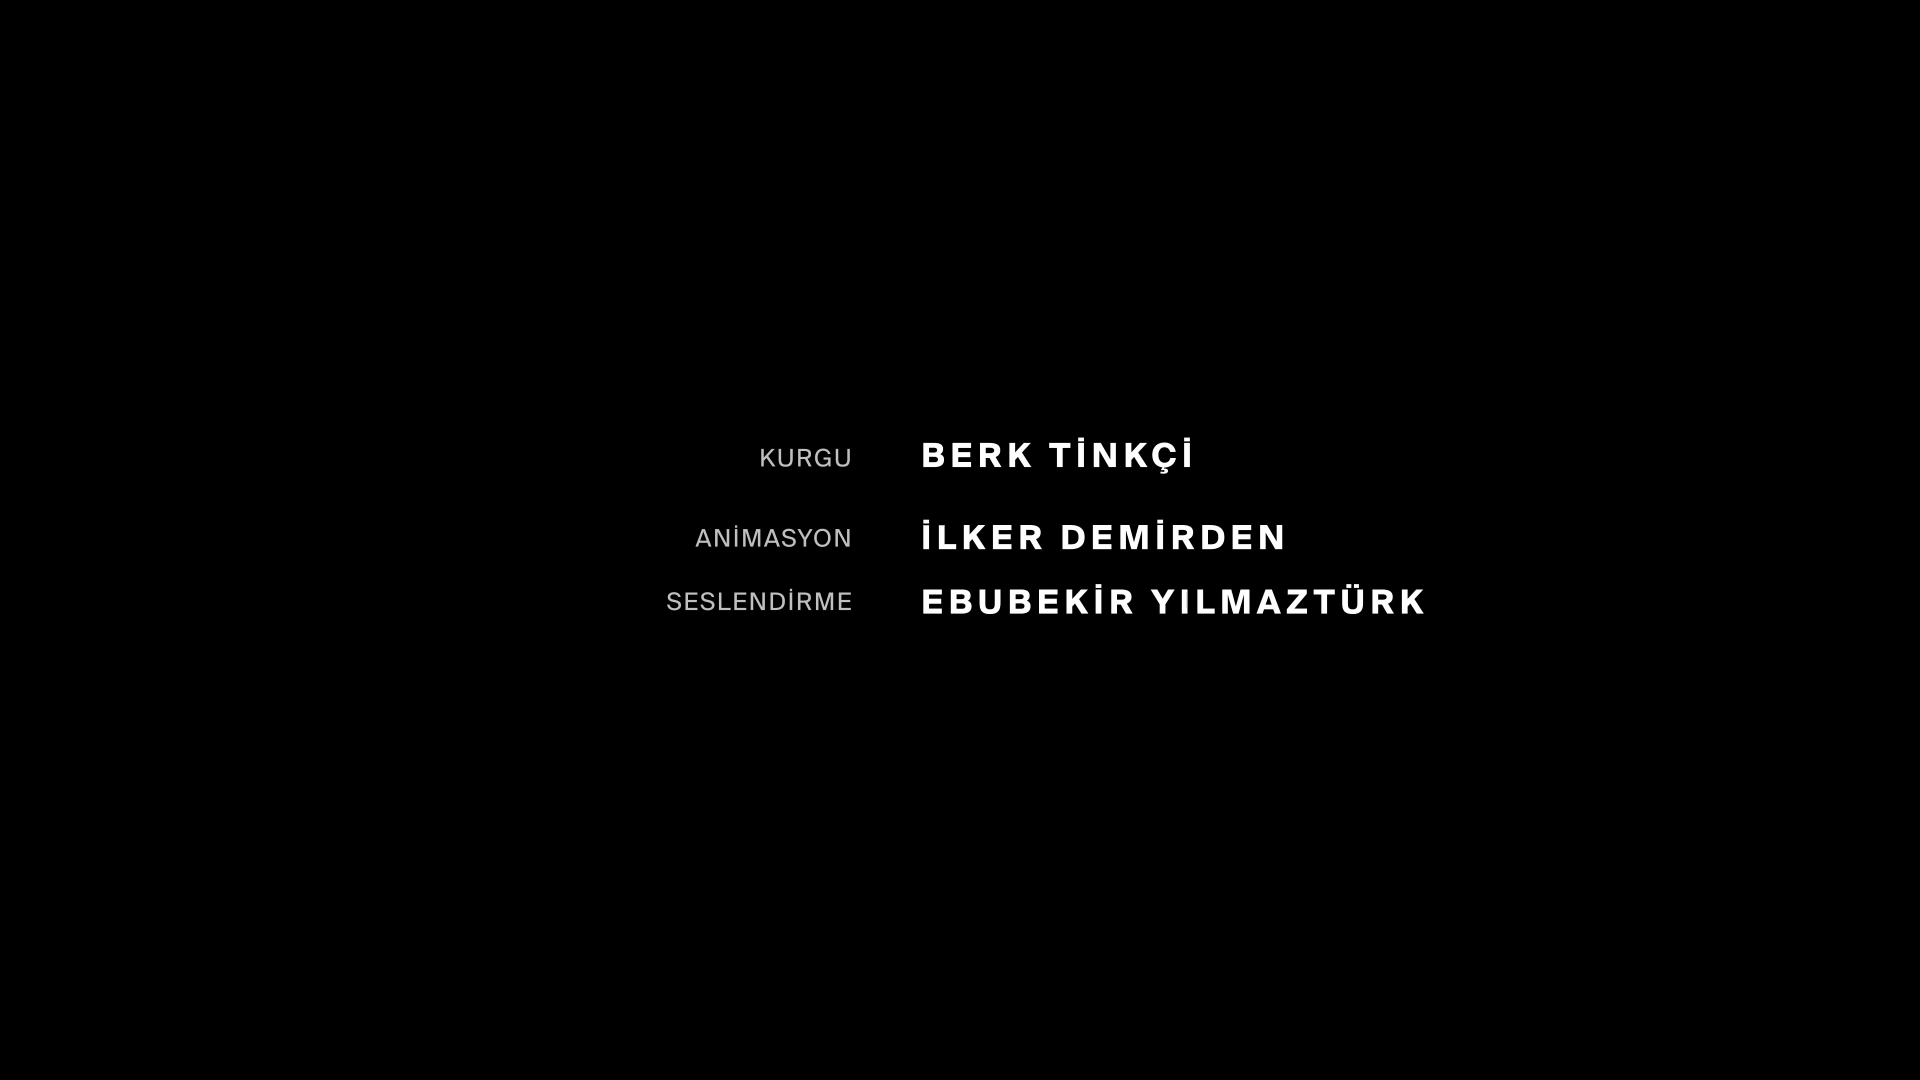 KURGU BERK TİNKÇİ
ANİMASYON İLKER DEMİRDEN
SESLENDİRME EBUBEKİR YILMAZTÜRK